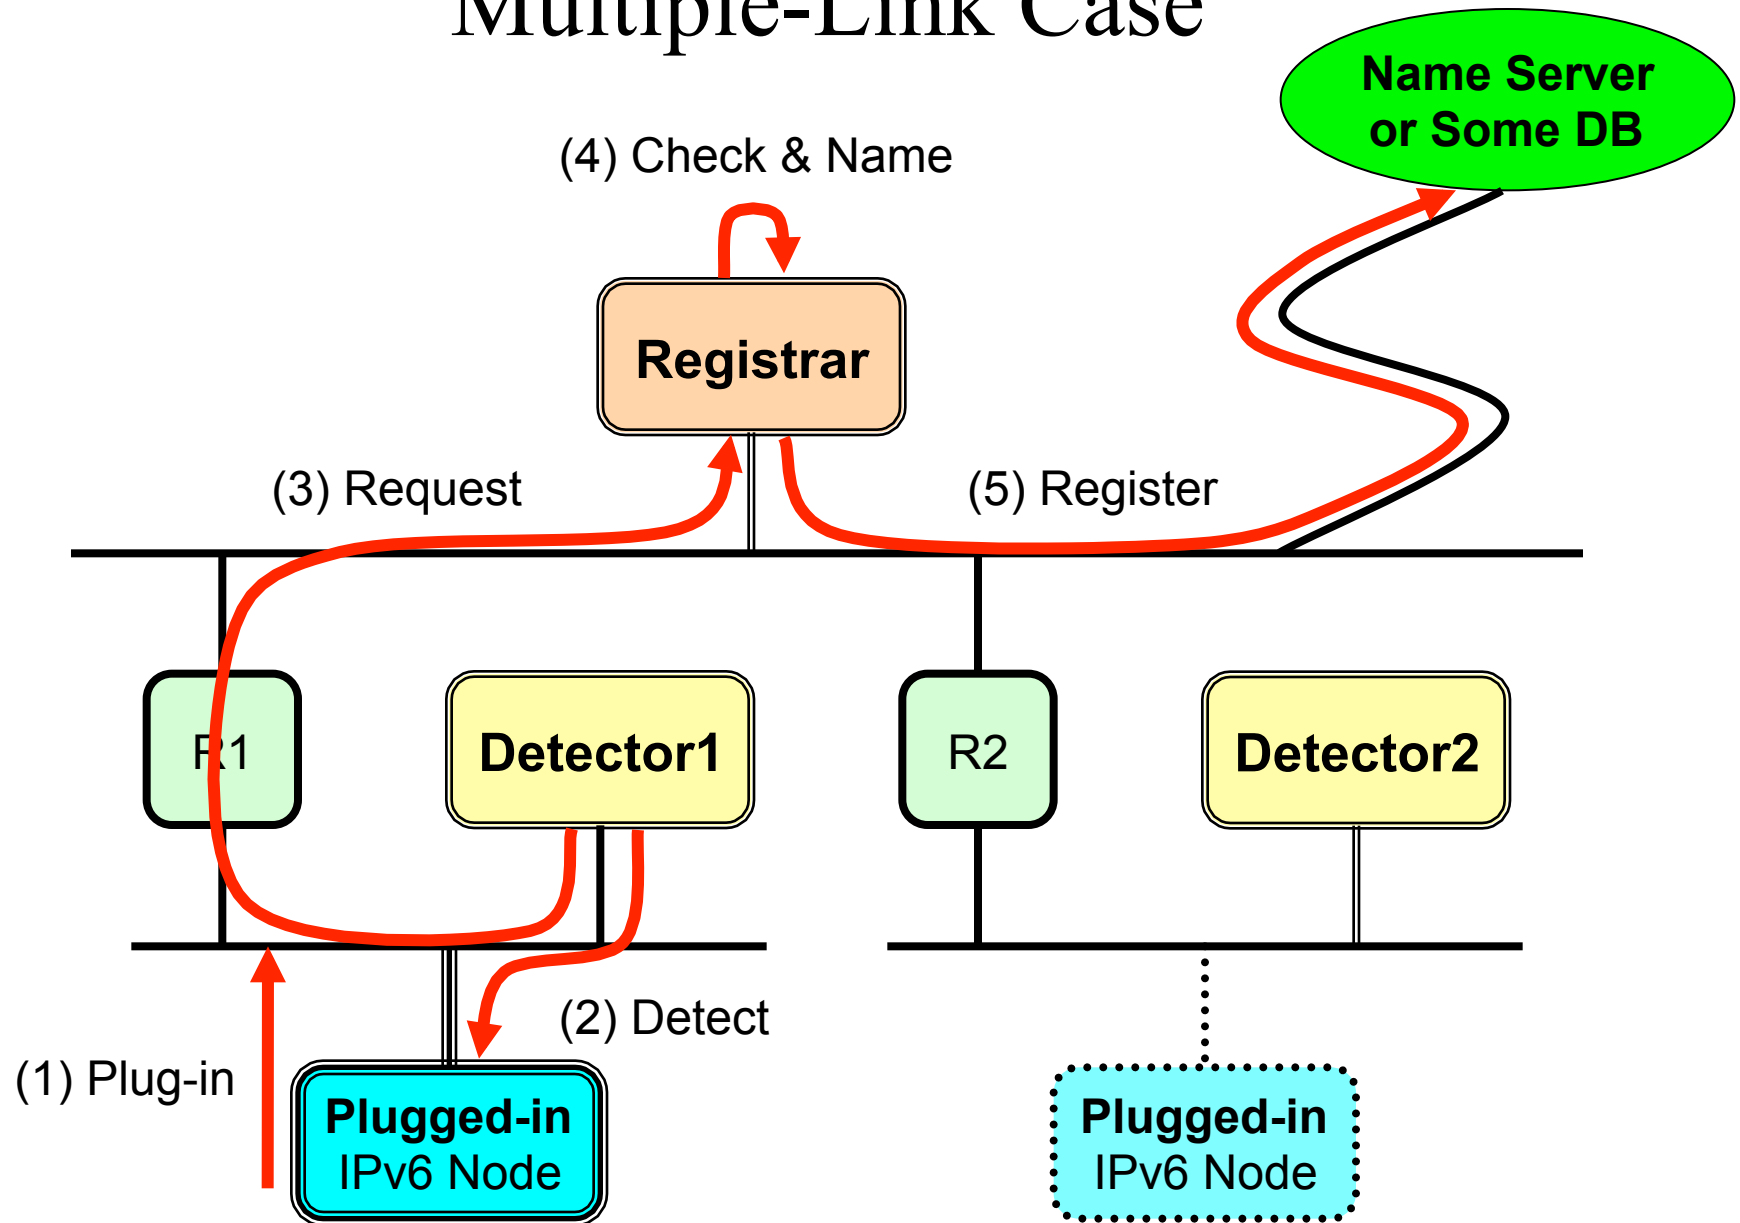 Multiple-Link Case
Name Server
or Some DB
(4) Check & Name
Registrar
(3) Request
(5) Register
R1
Detector1
R2
Detector2
(2) Detect
(1) Plug-in
Plugged-in
IPv6 Node
Plugged-in
IPv6 Node